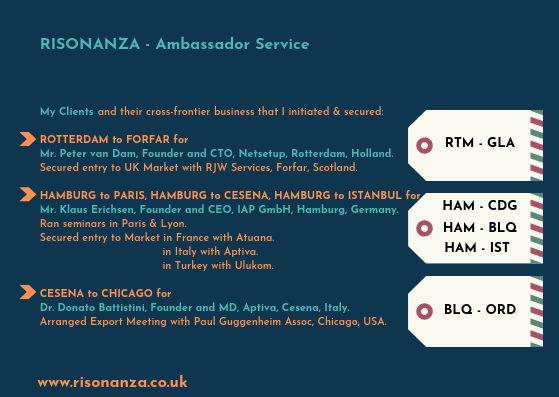 RISONANZA - Ambassador Service
My Clients and their cross-frontier business that I initiated & secured:
ROTTERDAM to FORFAR for
Mr. Peter van Dam, Founder and CTO, Netsetup, Rotterdam, Holland.
Secured entry to UK Market with RJW Services, Forfar, Scotland.
RTM - GLA
HAMBURG to PARIS, HAMBURG to CESENA, HAMBURG to ISTANBUL for
Mr. Klaus Erichsen, Founder and CEO, IAP GmbH, Hamburg, Germany.
Ran seminars in Paris & Lyon.
Secured entry to Market in France with Atuana.
in Italy with Aptiva.
in Turkey with Ulukom.
HAM - CDG
HAM - BLQ
HAM - IST
CESENA to CHICAGO for
Dr. Donato Battistini, Founder and MD, Aptiva, Cesena, Italy.
Arranged Export Meeting with Paul Guggenheim Assoc, Chicago, USA.
BLQ - ORD
www.risonanza.co.uk